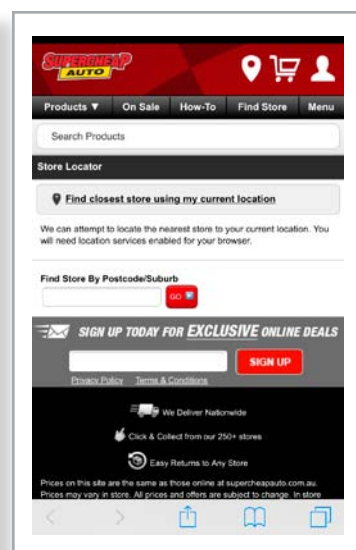 SUPERCHEAP
AUTO
Products ▼ On Sale How-To Find Store Menu
Search Products
Store Locator
Find closest store using my current location
We can attempt to locate the nearest store to your current location. You
will need location services enabled for your browser.
Find Store By Postcode/Suburb
GO
SIGN UP TODAY FOR EXCLUSIVE ONLINE DEALS
SIGN UP
Privacy Policy Terms & Conditions
We Deliver Nationwide
Click & Collect from our 250+ stores
Easy Returns to Any Store
Prices on this site are the same as those online at supercheapauto.com.au.
Prices may vary in store. All prices and offers are subject to change. In store